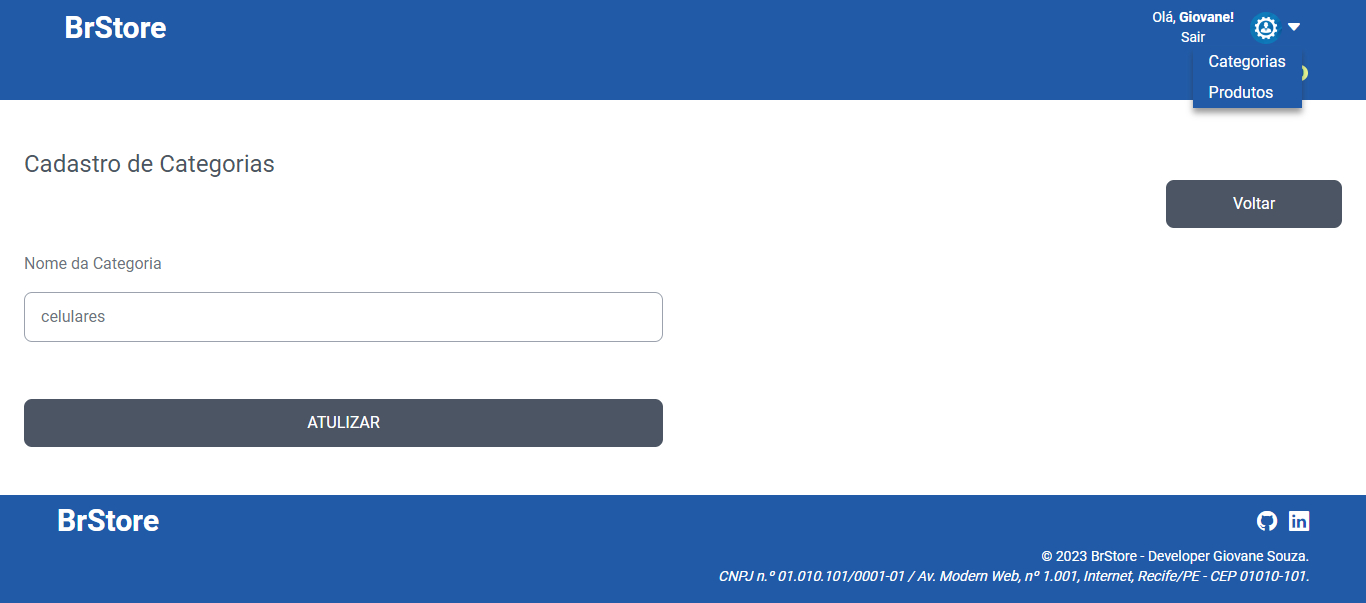 BrStore
Olá, Giovane!
Sair
Categorias
Produtos
Cadastro de Categorias
Voltar
Nome da Categoria
celulares
ATULIZAR
BrStore
© 2023 BrStore - Developer Giovane Souza.
CNPJ n.º 01.010.101/0001-01 / Av. Modern Web, nº 1.001, Internet, Recife/PE - CEP 01010-101.